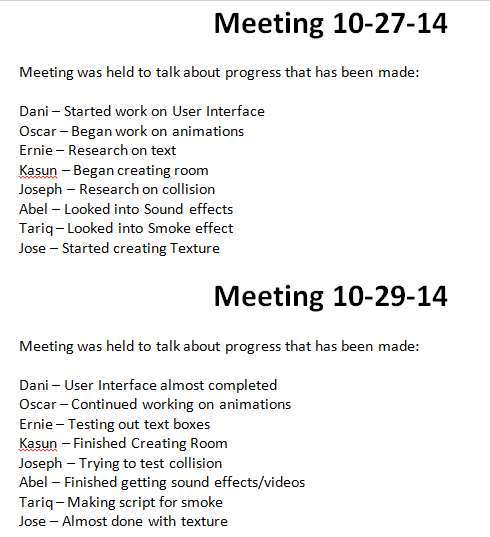 Meeting 10-27-14
Meeting was held to talk about progress that has been made:
Dani – Started work on User Interface
Oscar – Began work on animations
Ernie – Research on text
Kasun – Began creating room
Joseph – Research on collision
Abel – Looked into Sound effects
Tariq – Looked into Smoke effect
Jose – Started creating Texture
Meeting 10-29-14
Meeting was held to talk about progress that has been made:
Dani – User Interface almost completed
Oscar – Continued working on animations
Ernie – Testing out text boxes
Kasun – Finished Creating Room
Joseph – Trying to test collision
Abel – Finished getting sound effects/videos
Tariq – Making script for smoke
Jose – Almost done with texture